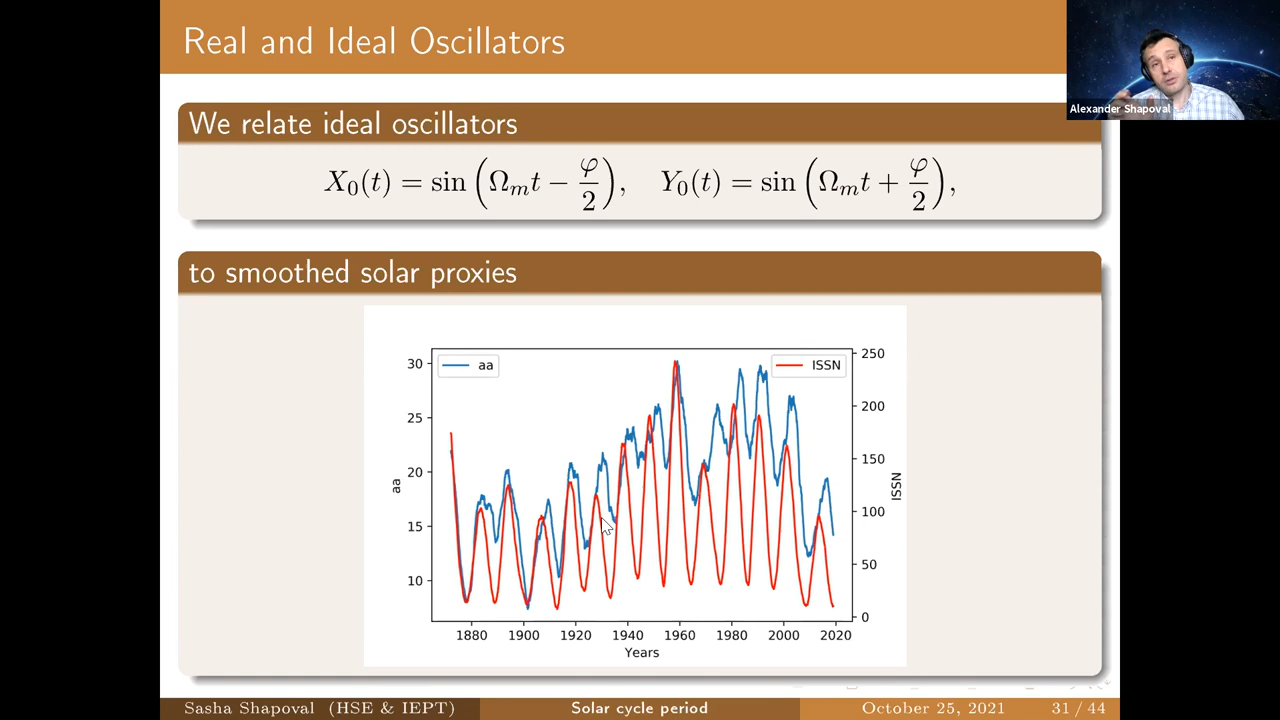 Real and Ideal Oscillators
Alexander Shapoval
We relate ideal oscillators
X₀(t) = sin(Ωₘt − φ/2), Y₀(t) = sin(Ωₘt + φ/2),
to smoothed solar proxies
aa
ISSN
30
25
20
15
10
aa
250
200
150
100
50
0
ISSN
1880 1900 1920 1940 1960 1980 2000 2020
Years
Sasha Shapoval (HSE & IEPT) Solar cycle period October 25, 2021 31 / 44